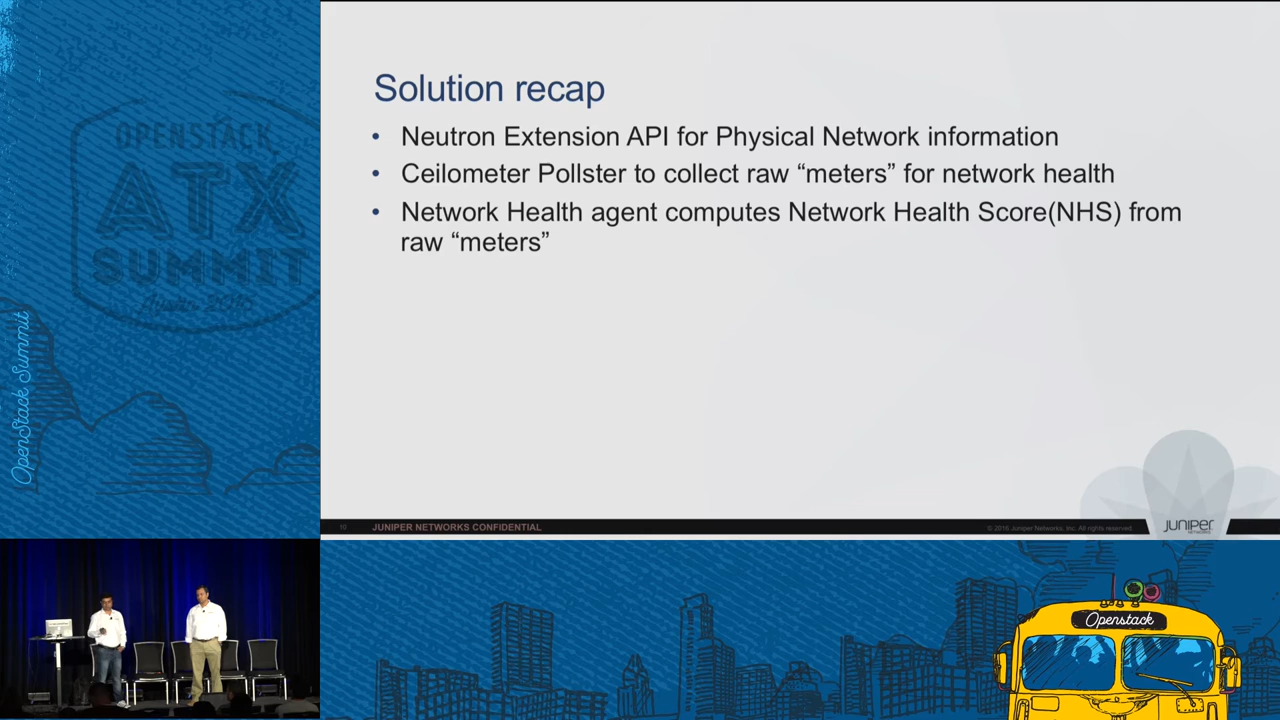 OPENSTACK
ATX
SUMMIT
Austin 2016
OpenStack Summit
Solution recap
• Neutron Extension API for Physical Network information
• Ceilometer Pollster to collect raw “meters” for network health
• Network Health agent computes Network Health Score(NHS) from
raw “meters”
10 JUNIPER NETWORKS CONFIDENTIAL
© 2016 Juniper Networks, Inc. All rights reserved.
JUNIPER
NETWORKS
Openstack